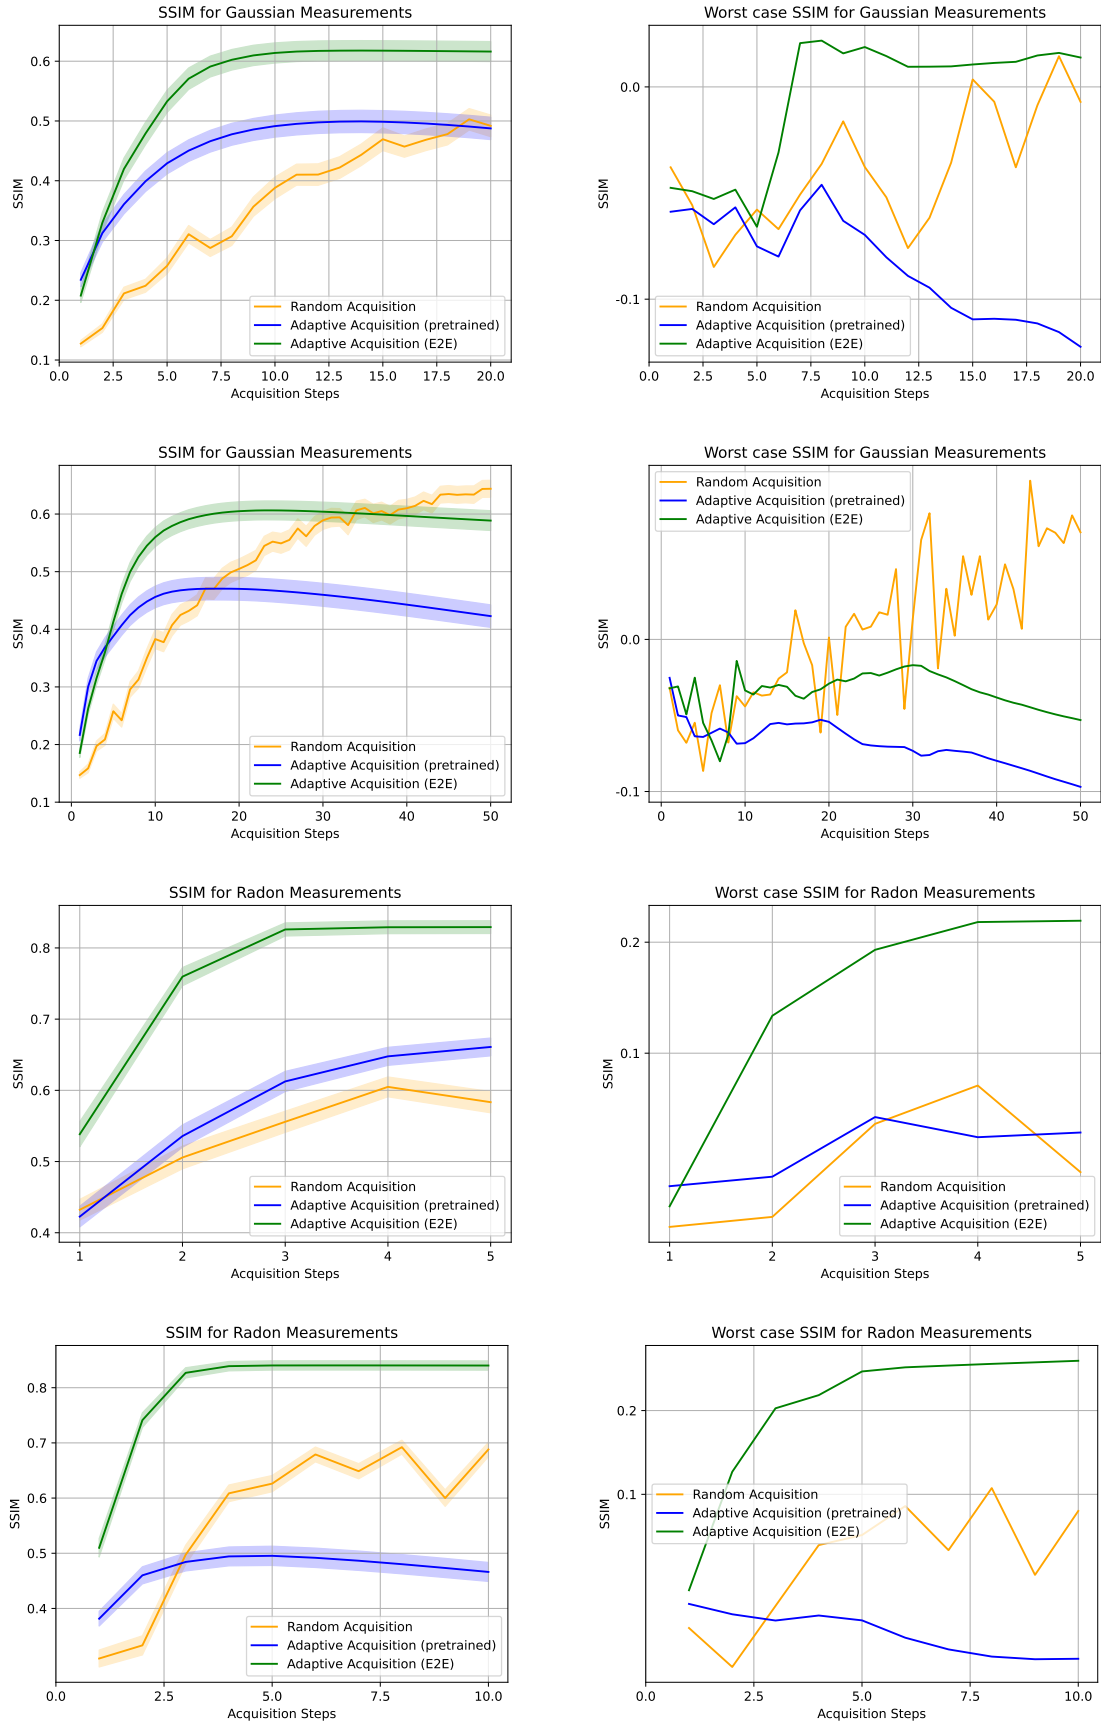 SSIM for Gaussian Measurements
SSIM
0.6
0.5
0.4
0.3
0.2
0.1
Random Acquisition
Adaptive Acquisition (pretrained)
Adaptive Acquisition (E2E)
0.0 2.5 5.0 7.5 10.0 12.5 15.0 17.5 20.0
Acquisition Steps
Worst case SSIM for Gaussian Measurements
SSIM
0.0
-0.1
Random Acquisition
Adaptive Acquisition (pretrained)
Adaptive Acquisition (E2E)
0.0 2.5 5.0 7.5 10.0 12.5 15.0 17.5 20.0
Acquisition Steps
SSIM for Gaussian Measurements
SSIM
0.6
0.5
0.4
0.3
0.2
0.1
Random Acquisition
Adaptive Acquisition (pretrained)
Adaptive Acquisition (E2E)
0 10 20 30 40 50
Acquisition Steps
Worst case SSIM for Gaussian Measurements
Random Acquisition
Adaptive Acquisition (pretrained)
Adaptive Acquisition (E2E)
SSIM
0.0
-0.1
0 10 20 30 40 50
Acquisition Steps
SSIM for Radon Measurements
SSIM
0.8
0.7
0.6
0.5
0.4
Random Acquisition
Adaptive Acquisition (pretrained)
Adaptive Acquisition (E2E)
1 2 3 4 5
Acquisition Steps
Worst case SSIM for Radon Measurements
SSIM
0.2
0.1
Random Acquisition
Adaptive Acquisition (pretrained)
Adaptive Acquisition (E2E)
1 2 3 4 5
Acquisition Steps
SSIM for Radon Measurements
SSIM
0.8
0.7
0.6
0.5
0.4
Random Acquisition
Adaptive Acquisition (pretrained)
Adaptive Acquisition (E2E)
0.0 2.5 5.0 7.5 10.0
Acquisition Steps
Worst case SSIM for Radon Measurements
SSIM
0.2
0.1
Random Acquisition
Adaptive Acquisition (pretrained)
Adaptive Acquisition (E2E)
0.0 2.5 5.0 7.5 10.0
Acquisition Steps